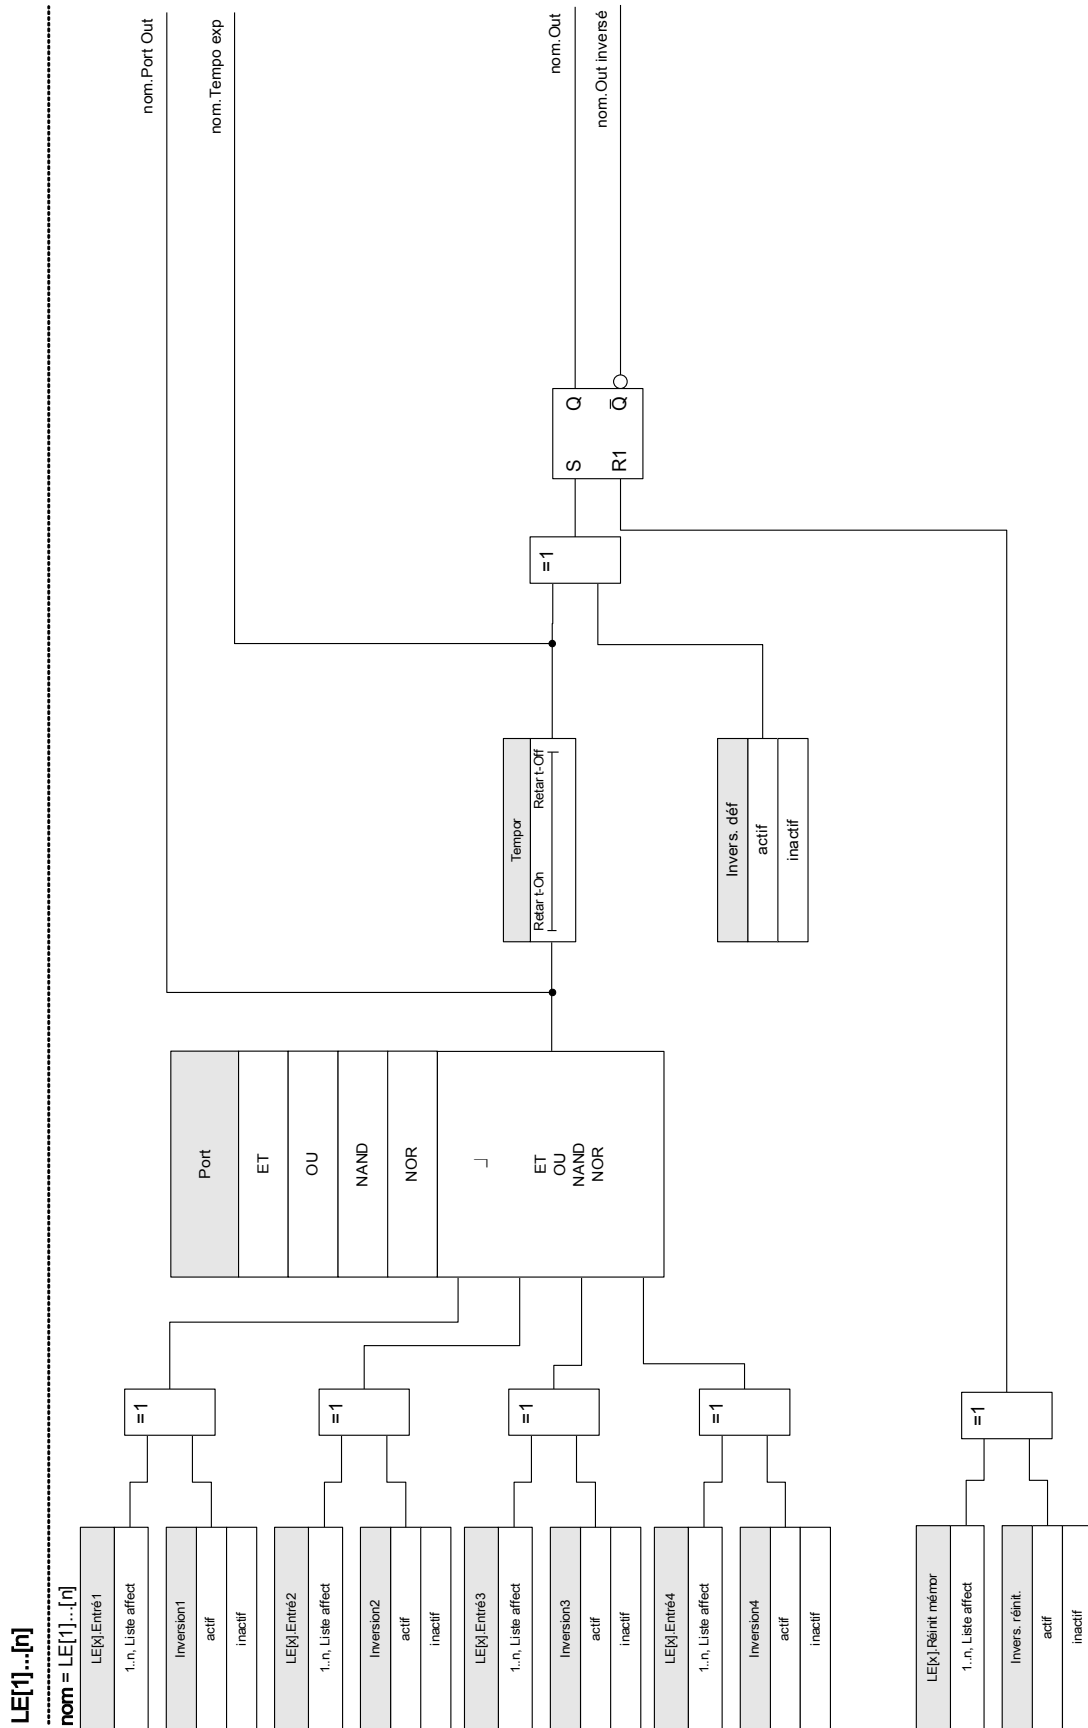 LE[1]...[n]
nom = LE[1]...[n]
LE[x].Entré1
1..n, Liste affect
Inversion1
actif
inactif
LE[x].Entré2
1..n, Liste affect
Inversion2
actif
inactif
LE[x].Entré3
1..n, Liste affect
Inversion3
actif
inactif
LE[x].Entré4
1..n, Liste affect
Inversion4
actif
inactif
LE[x].Réinit mémor
1..n, Liste affect
Invers. réinit.
actif
inactif
=1
=1
=1
=1
=1
Port
ET
OU
NAND
NOR
ET
OU
NAND
NOR
Tempor
Retart-On
Retart-Off
Invers. déf
actif
inactif
=1
S
Q
R1
Q̅
nom.Port Out
nom.Tempo exp
nom.Out
nom.Out inversé